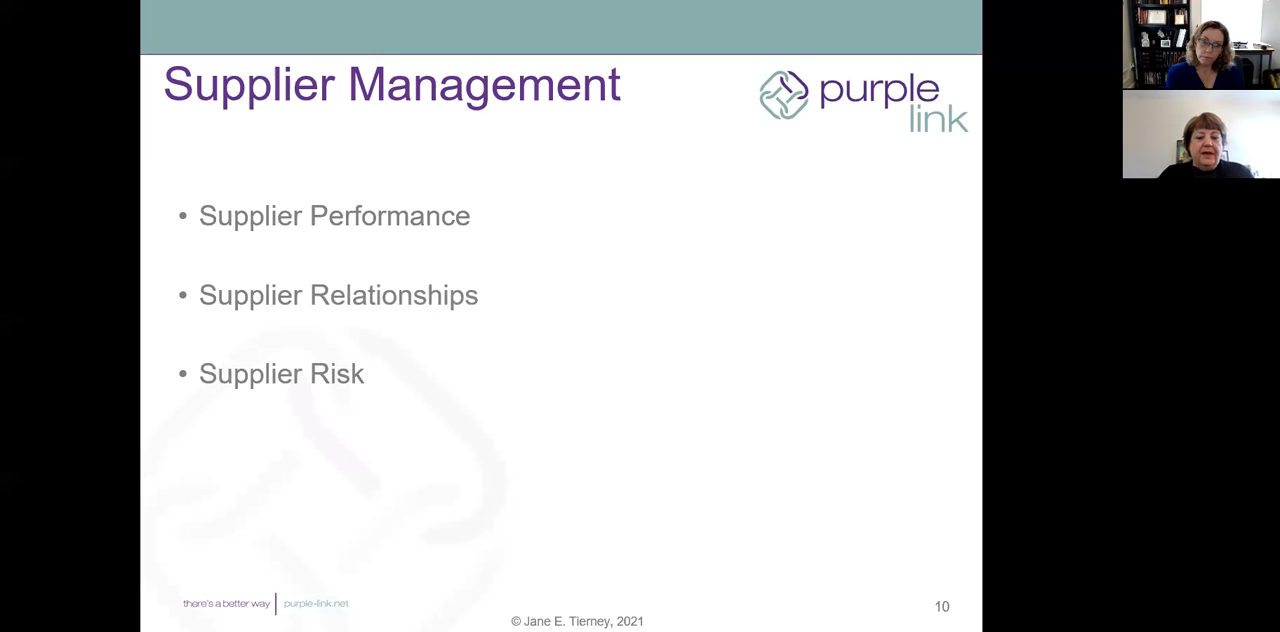 Supplier Management
purple
link
• Supplier Performance
• Supplier Relationships
• Supplier Risk
there's a better way | purple-link.net
10
© Jane E. Tierney, 2021